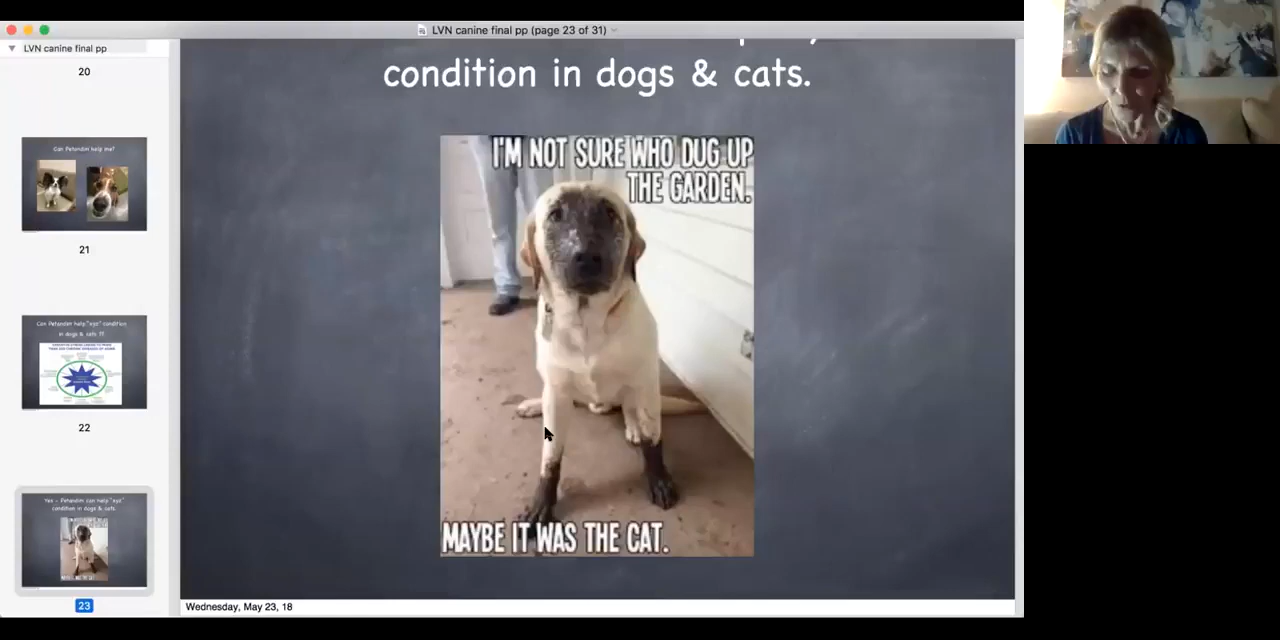 LVN canine final pp (page 23 of 31)
LVN canine final pp
20
Can Petandim help me?
21
Can Petandim help "xyz" condition
in dogs & cats ??
22
Yes - Petandim can help "xyz"
condition in dogs & cats.
23
condition in dogs & cats.
I'M NOT SURE WHO DUG UP
THE GARDEN.
MAYBE IT WAS THE CAT.
Wednesday, May 23, 18